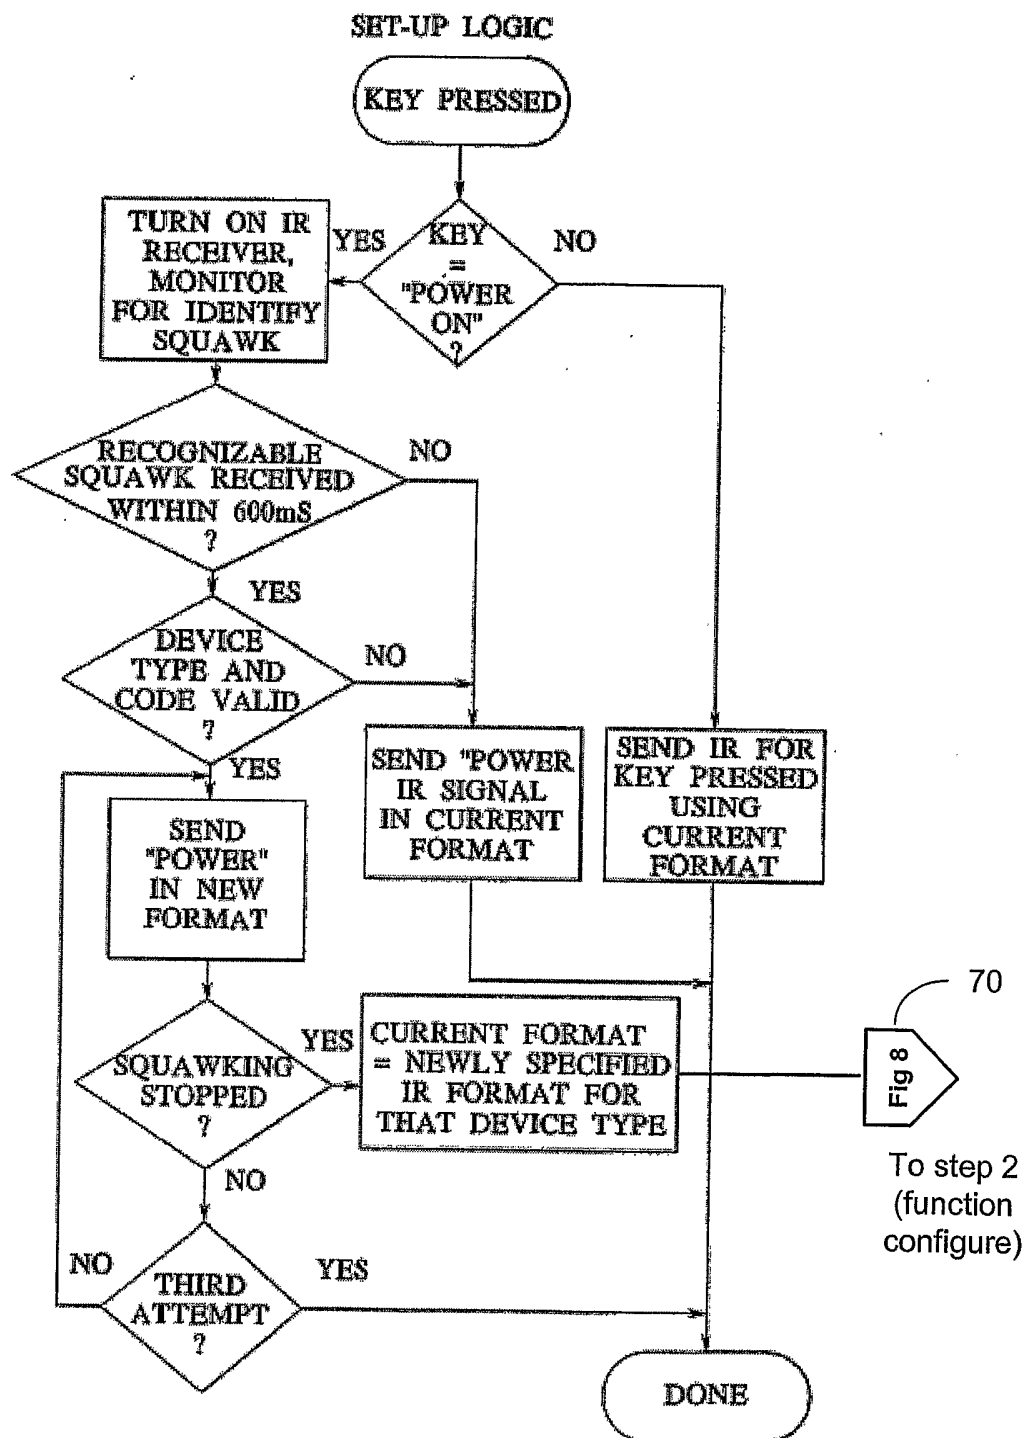 SET-UP LOGIC
KEY PRESSED
KEY
=
"POWER
ON"
?
YES
NO
TURN ON IR
RECEIVER,
MONITOR
FOR IDENTIFY
SQUAWK
RECOGNIZABLE
SQUAWK RECEIVED
WITHIN 600mS
?
NO
YES
DEVICE
TYPE AND
CODE VALID
?
NO
YES
SEND "POWER
IR SIGNAL
IN CURRENT
FORMAT
SEND IR FOR
KEY PRESSED
USING
CURRENT
FORMAT
SEND
"POWER"
IN NEW
FORMAT
SQUAWKING
STOPPED
?
YES
NO
CURRENT FORMAT
= NEWLY SPECIFIED
IR FORMAT FOR
THAT DEVICE TYPE
70
Fig 8
To step 2
(function
configure)
THIRD
ATTEMPT
?
NO
YES
DONE